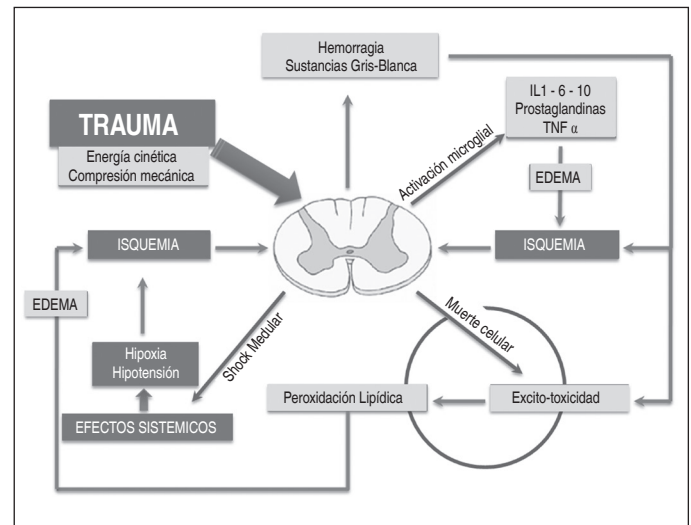 Hemorragia
Sustancias Gris-Blanca
TRAUMA
Energía cinética
Compresión mecánica
IL1 - 6 - 10
Prostaglandinas
TNF α
Activación microglial
EDEMA
ISQUEMIA
ISQUEMIA
EDEMA
Hipoxia
Hipotensión
EFECTOS SISTEMICOS
Shock Medular
Muerte celular
Peroxidación Lipídica
Excito-toxicidad